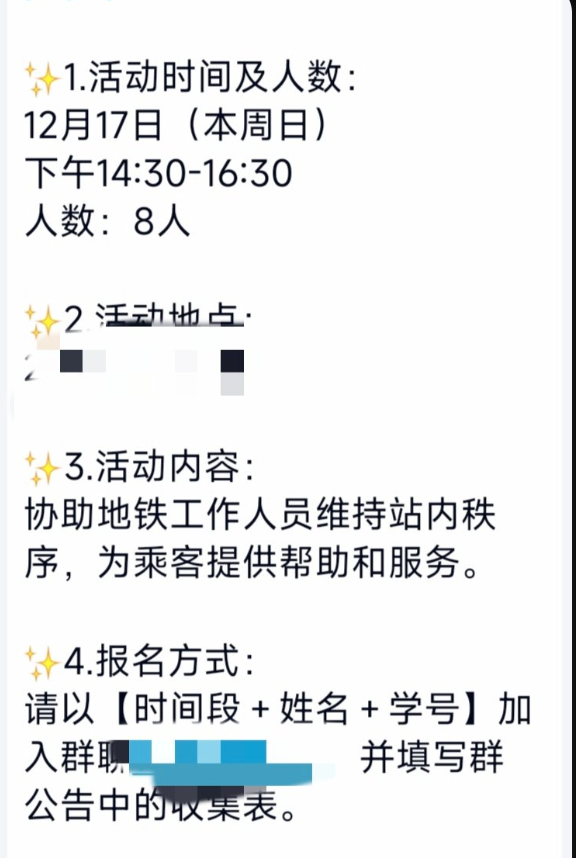 ✨1.活动时间及人数：
12月17日（本周日）
下午14:30-16:30
人数：8人
✨2.活动地点：
✨3.活动内容：
协助地铁工作人员维持站内秩
序，为乘客提供帮助和服务。
✨4.报名方式：
请以【时间段 + 姓名 + 学号】加
入群聊 并填写群
公告中的收集表。